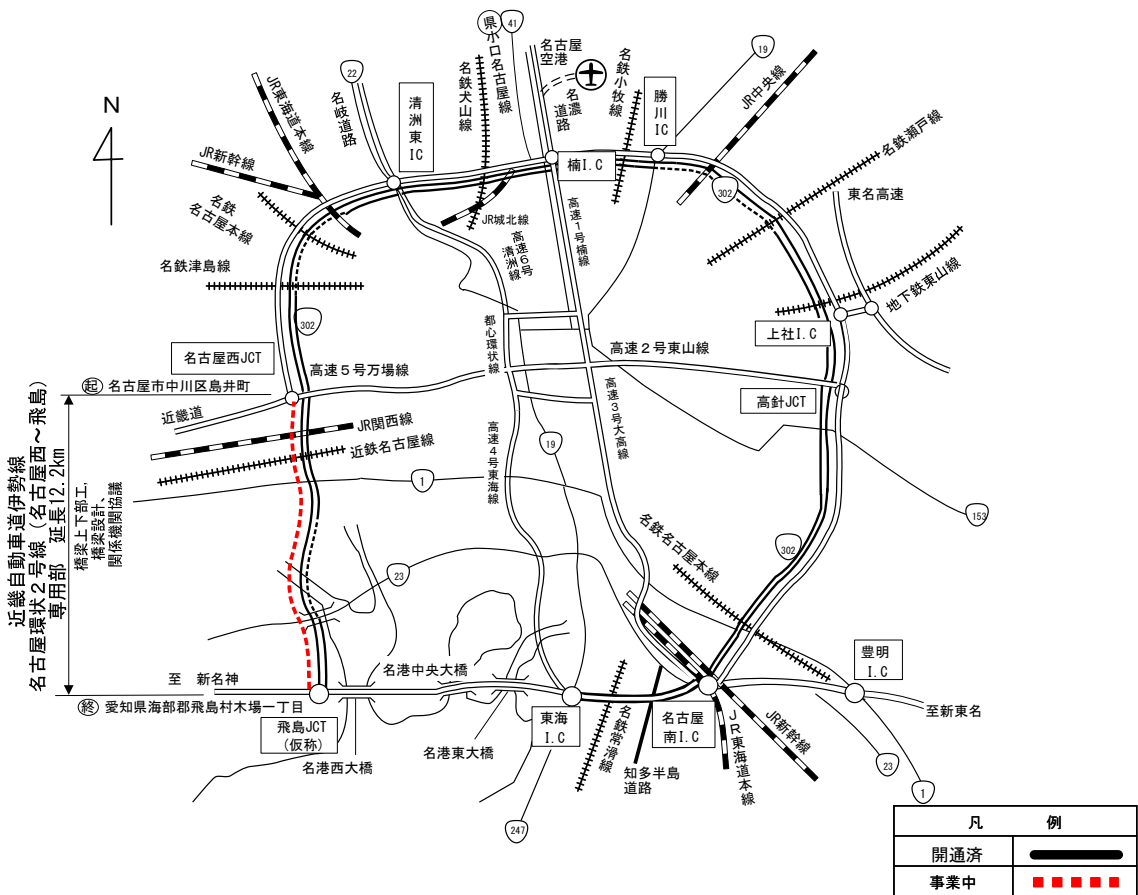 県
小口名古屋線
41
名古屋
空港
名濃
道路
名鉄小牧線
勝川
IC
19
JR中央線
22
名岐道路
JR東海道本線
名鉄犬山線
清洲東IC
N
JR新幹線
名鉄
名古屋本線
楠I.C
302
名鉄瀬戸線
東名高速
JR城北線
高速6号
清洲線
高速1号楠線
名鉄津島線
地下鉄東山線
302
上社I.C
都心環状線
名古屋西JCT
高速5号万場線
高速2号東山線
起 名古屋市中川区島井町
高針JCT
近畿道
JR関西線
近鉄名古屋線
高速3号大高線
高速4号東海線
19
1
153
近畿自動車道伊勢線
名古屋環状2号線（名古屋西～飛島）
専用部 延長12.2km
橋梁上下部工、
橋梁設計、
関係機関協議
名鉄名古屋本線
302
23
名港中央大橋
至 新名神
豊明
I.C
終 愛知県海部郡飛島村木場一丁目
至新東名
飛島JCT
(仮称)
東海
I.C
名鉄常滑線
名古屋
南I.C
JR東海道本線
JR新幹線
名港西大橋
名港東大橋
知多半島
道路
23
1
247
凡 例
開通済
事業中